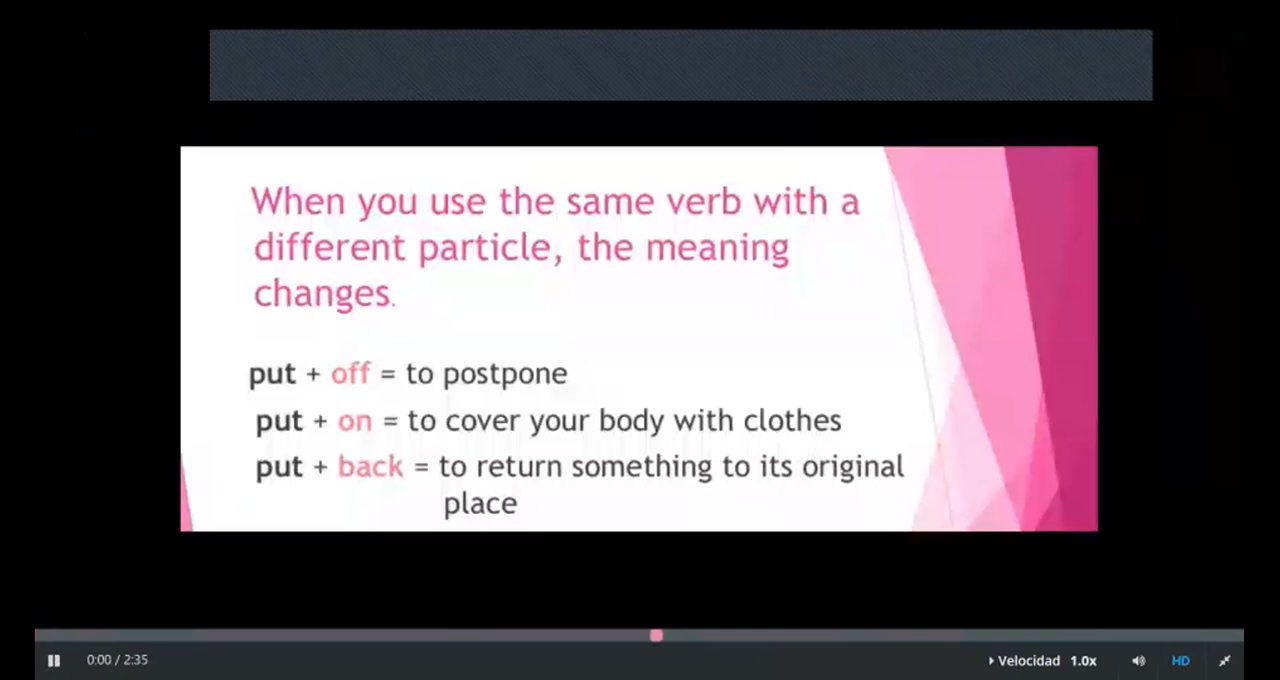 When you use the same verb with a
different particle, the meaning
changes.
put + off = to postpone
put + on = to cover your body with clothes
put + back = to return something to its original
place
0:00 / 2:35
Velocidad 1.0x
HD